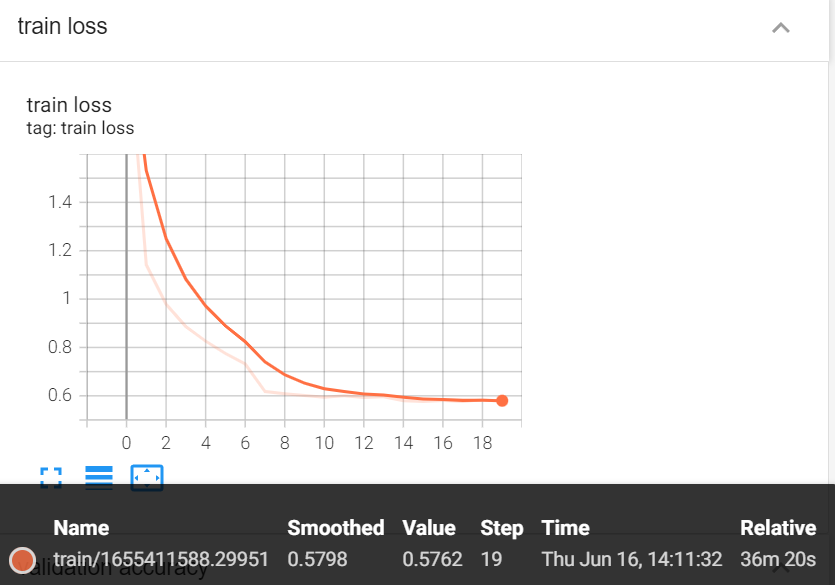 train loss
train loss
tag: train loss
1.4
1.2
1
0.8
0.6
0 2 4 6 8 10 12 14 16 18
Name Smoothed Value Step Time Relative
train/1655411588.29951 0.5798 0.5762 19 Thu Jun 16, 14:11:32 36m 20s
validation accuracy